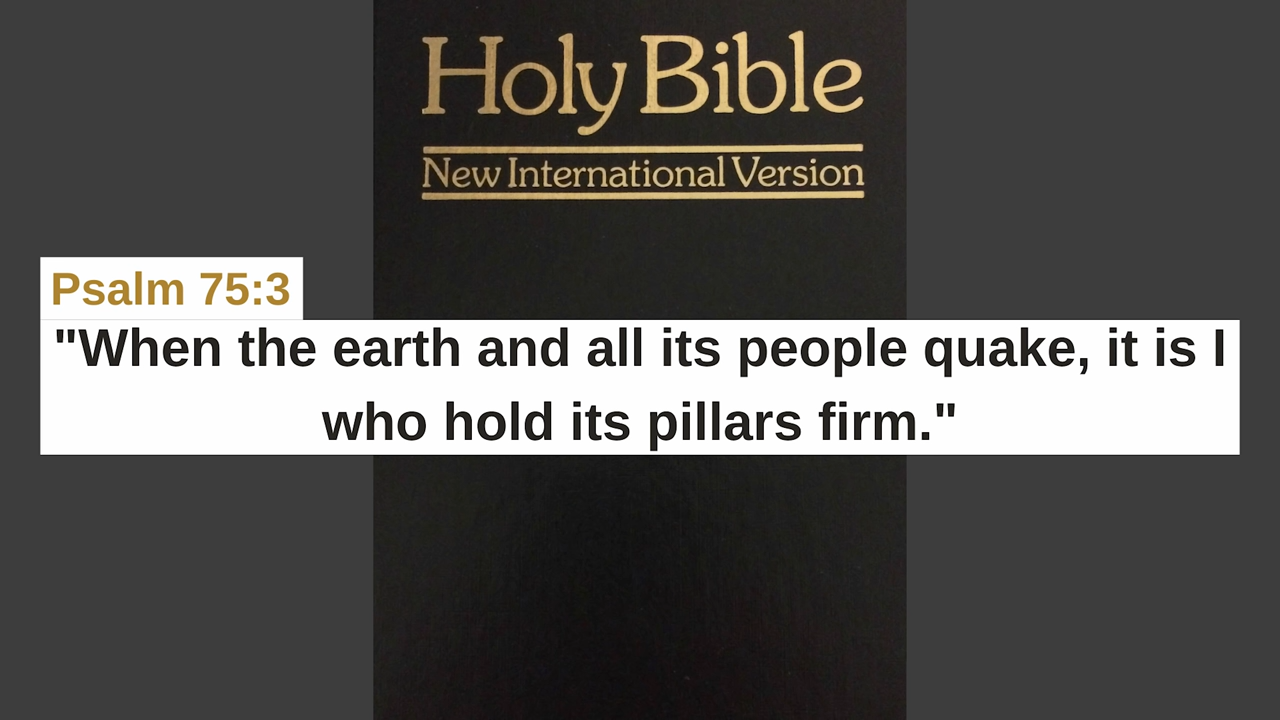 Holy Bible
New International Version
Psalm 75:3
"When the earth and all its people quake, it is I
who hold its pillars firm."